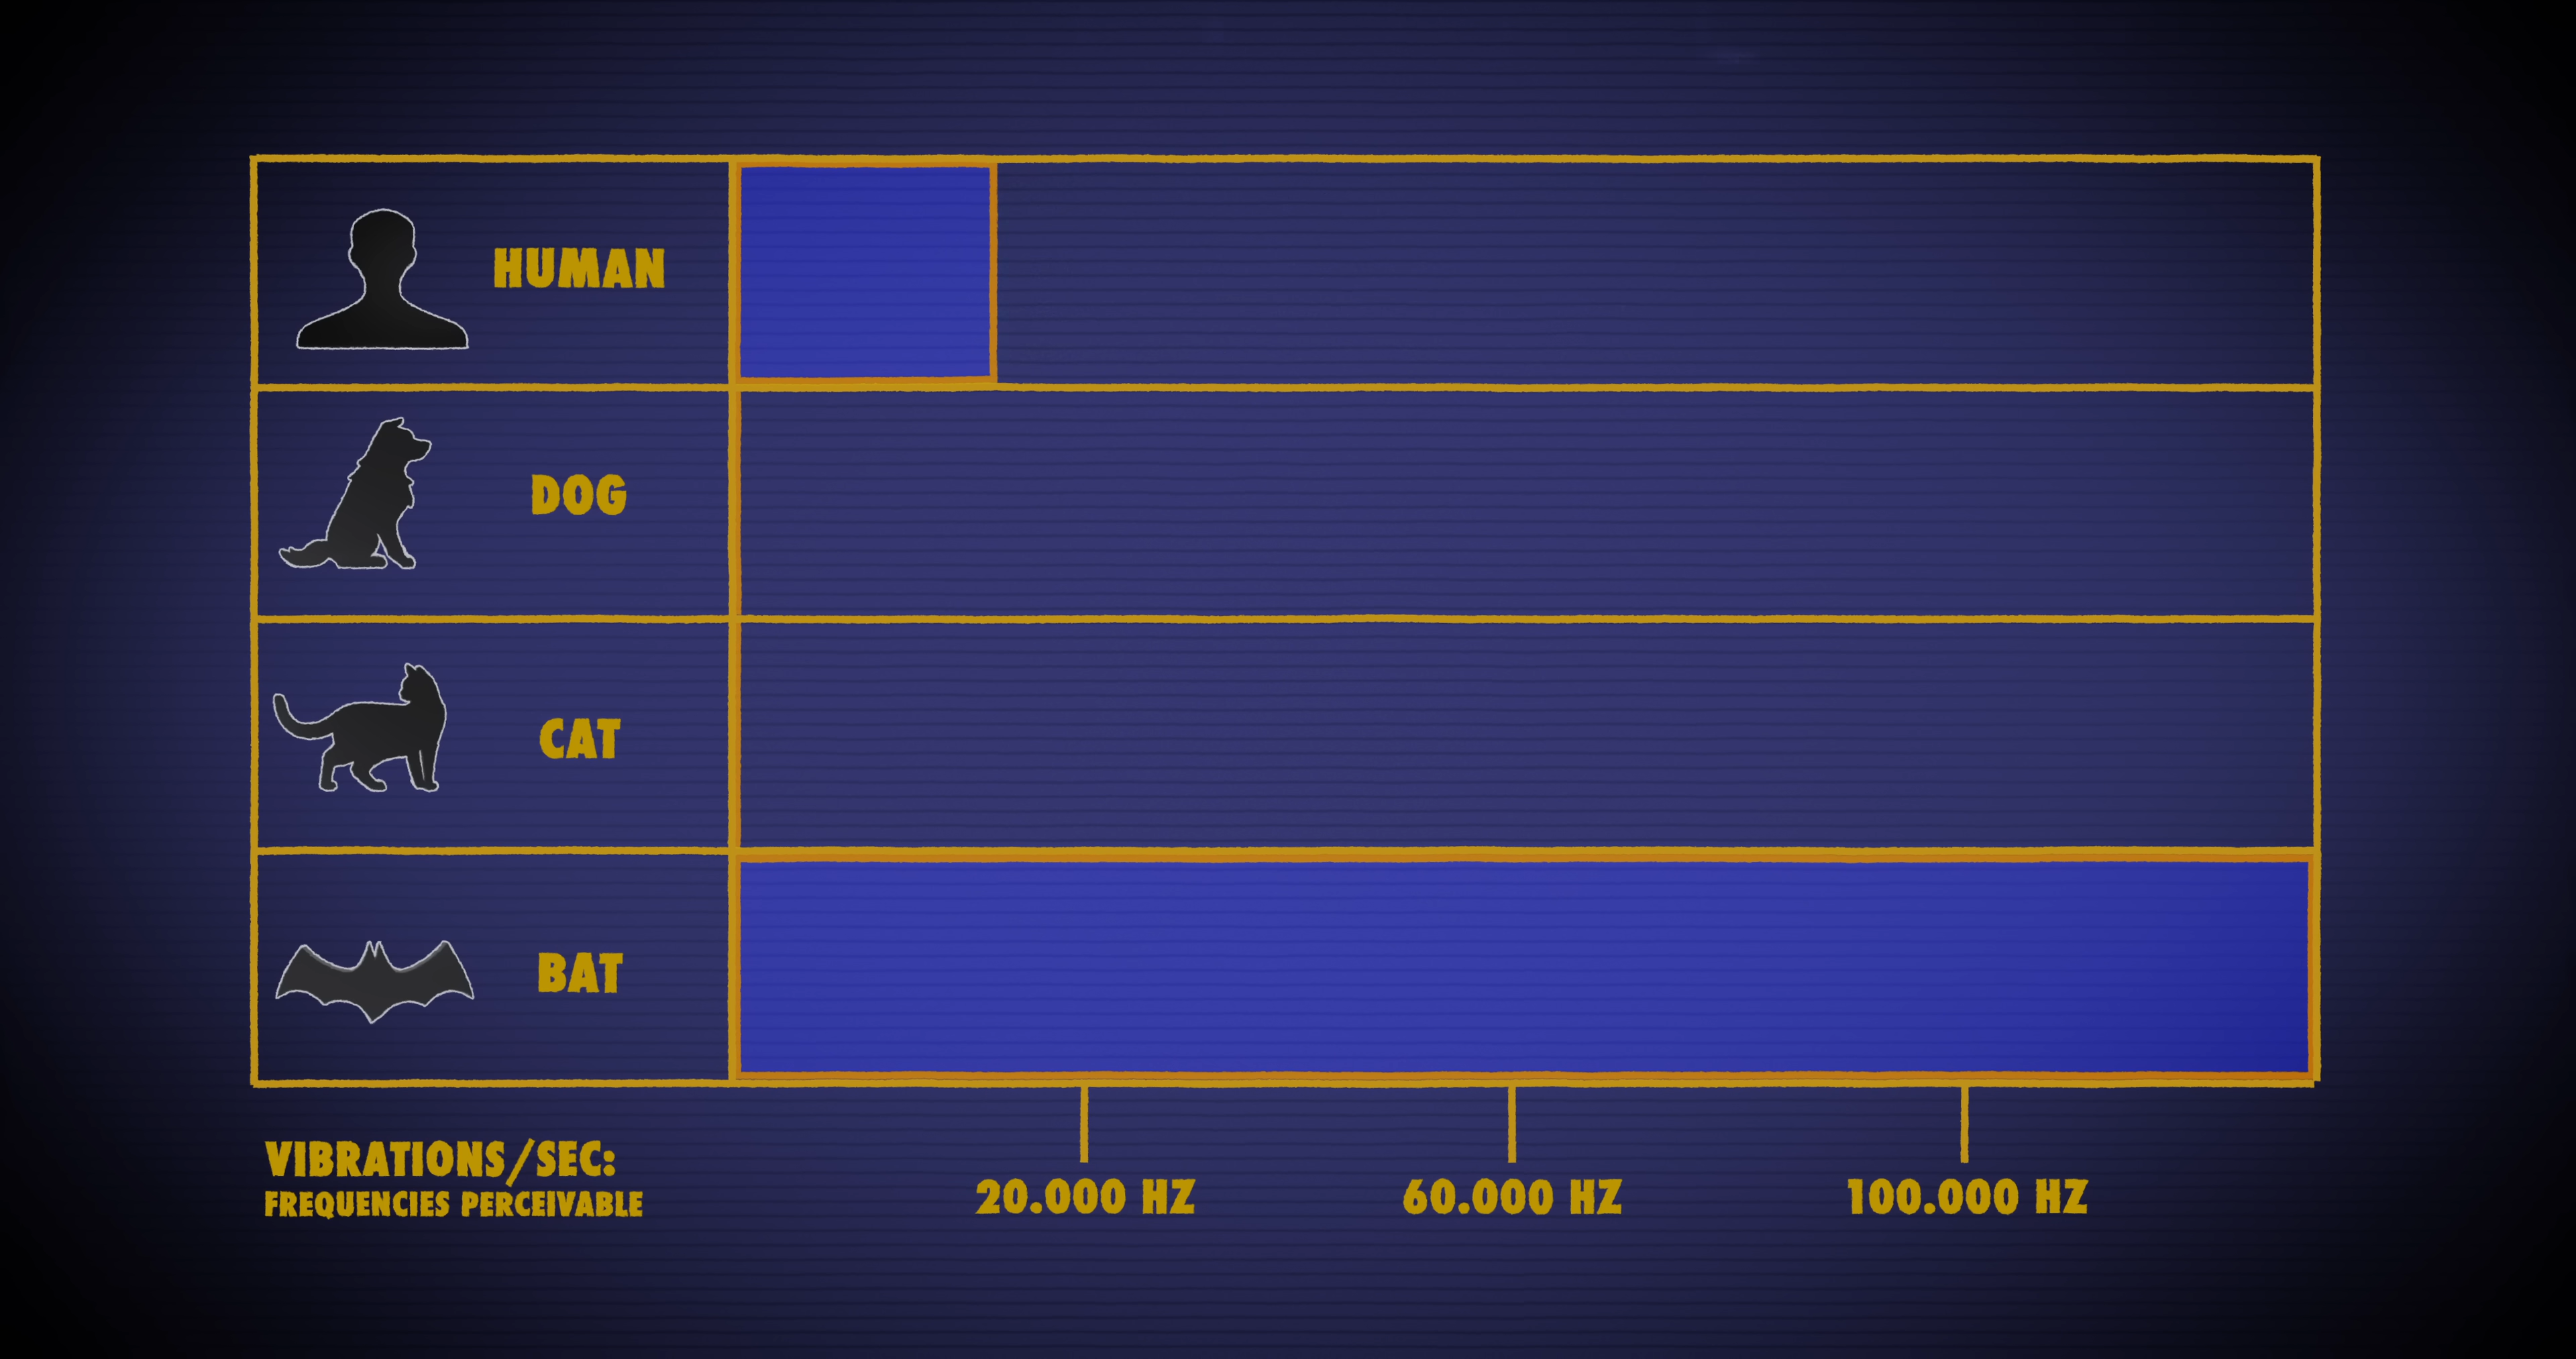 HUMAN
DOG
CAT
BAT
VIBRATIONS/SEC:
FREQUENCIES PERCEIVABLE
20.000 HZ
60.000 HZ
100.000 HZ